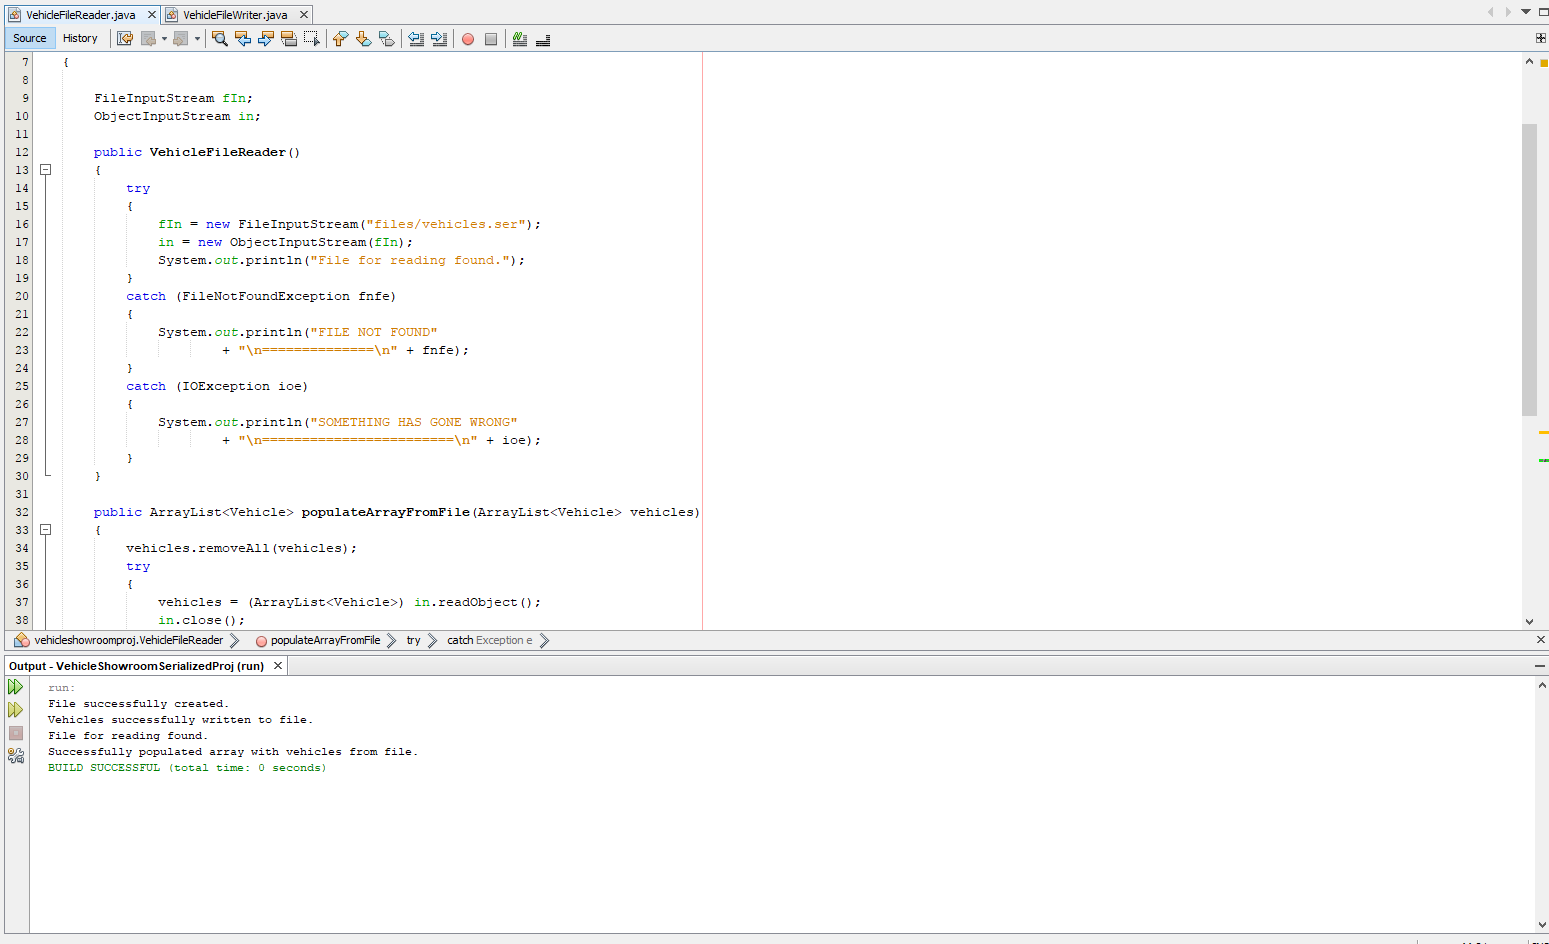 VehicleFileReader.java VehicleFileWriter.java
Source History
7 {
8
9 FileInputStream fIn;
10 ObjectInputStream in;
11
12 public VehicleFileReader()
13 {
14 try
15 {
16 fIn = new FileInputStream("files/vehicles.ser");
17 in = new ObjectInputStream(fIn);
18 System.out.println("File for reading found.");
19 }
20 catch (FileNotFoundException fnfe)
21 {
22 System.out.println("FILE NOT FOUND"
23 + "\n==============\n" + fnfe);
24 }
25 catch (IOException ioe)
26 {
27 System.out.println("SOMETHING HAS GONE WRONG"
28 + "\n========================\n" + ioe);
29 }
30 }
31
32 public ArrayList<Vehicle> populateArrayFromFile(ArrayList<Vehicle> vehicles)
33 {
34 vehicles.removeAll(vehicles);
35 try
36 {
37 vehicles = (ArrayList<Vehicle>) in.readObject();
38 in.close();
vehicleshowroomproj.VehicleFileReader populateArrayFromFile try catch Exception e
Output - VehicleShowroomSerializedProj (run)
run:
File successfully created.
Vehicles successfully written to file.
File for reading found.
Successfully populated array with vehicles from file.
BUILD SUCCESSFUL (total time: 0 seconds)